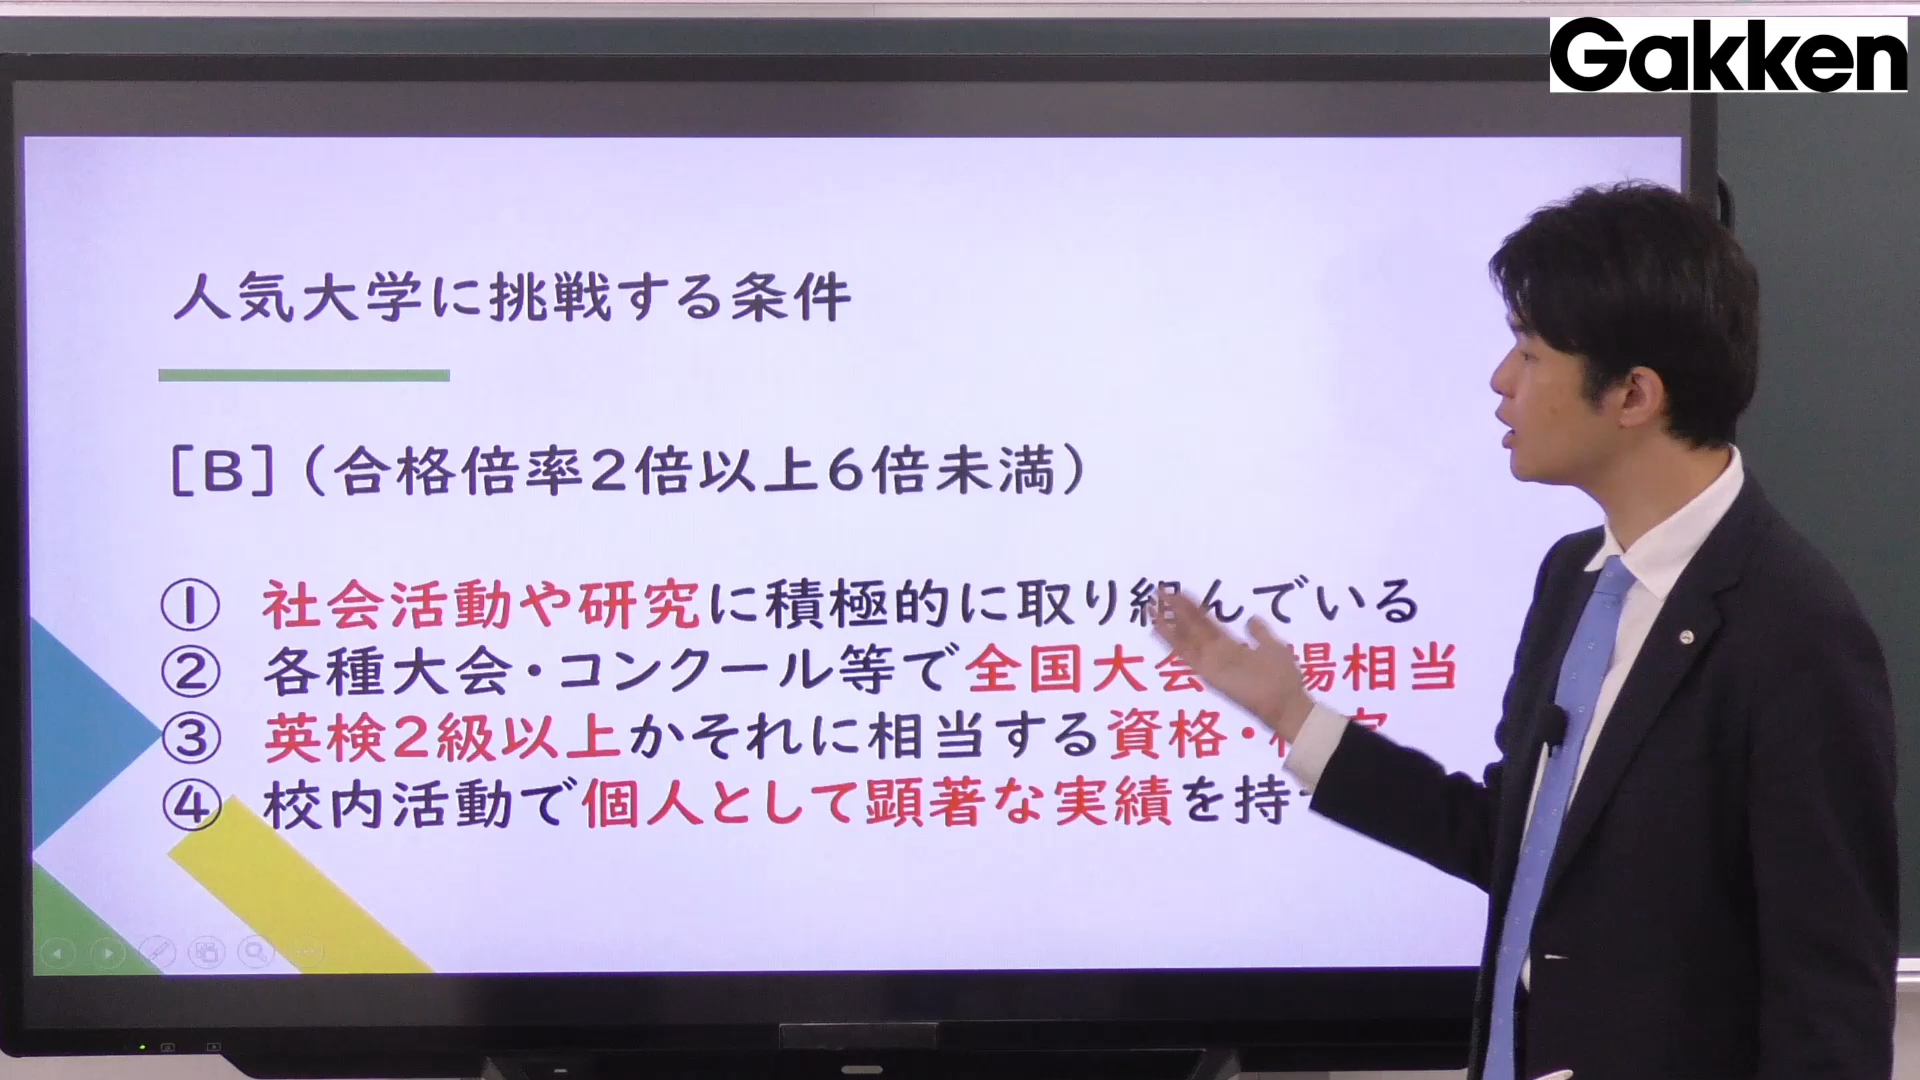 Gakken
人気大学に挑戦する条件
［B］（合格倍率2倍以上6倍未満）
① 社会活動や研究に積極的に取り組んでいる
② 各種大会・コンクール等で全国大会 場相当
③ 英検2級以上かそれに相当する資格・
④ 校内活動で個人として顕著な実績を持